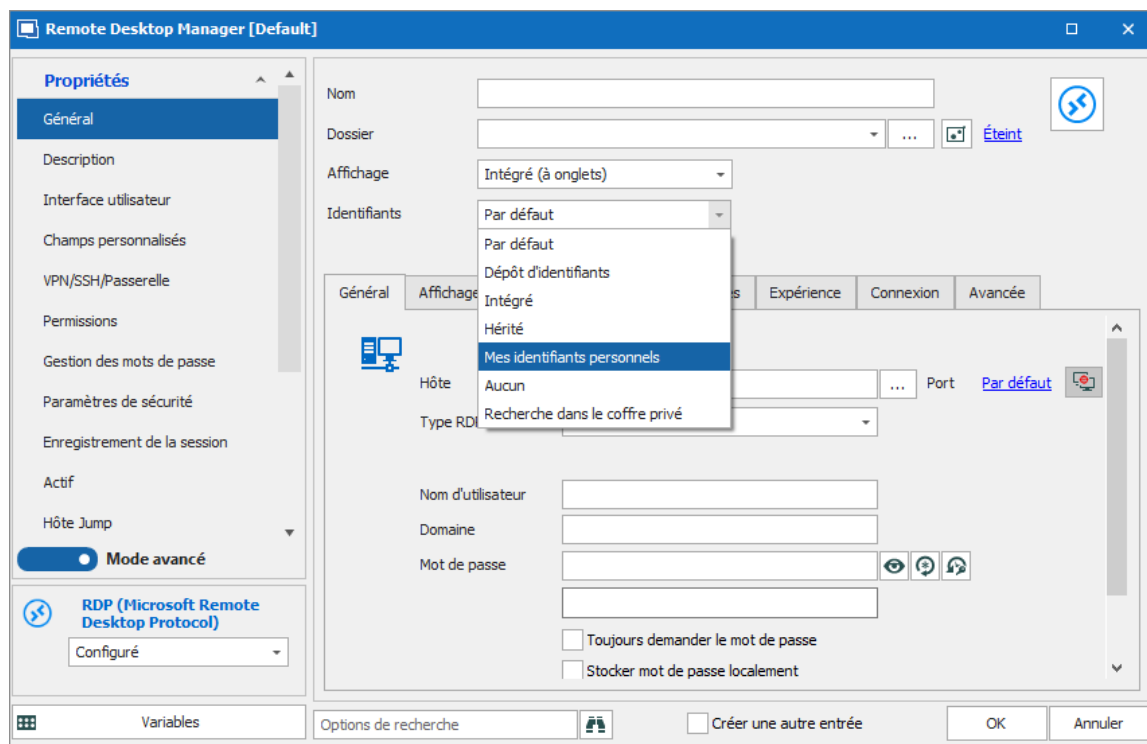 Remote Desktop Manager [Default]
Propriétés
Général
Description
Interface utilisateur
Champs personnalisés
VPN/SSH/Passerelle
Permissions
Gestion des mots de passe
Paramètres de sécurité
Enregistrement de la session
Actif
Hôte Jump
Mode avancé
RDP (Microsoft Remote
Desktop Protocol)
Configuré
Variables
Nom
Dossier
... Éteint
Affichage Intégré (à onglets)
Identifiants Par défaut
Par défaut
Dépôt d'identifiants
Intégré
Hérité
Mes identifiants personnels
Aucun
Recherche dans le coffre privé
Général Affichage Expérience Connexion Avancée
Hôte ... Port Par défaut
Type RD
Nom d'utilisateur
Domaine
Mot de passe
Toujours demander le mot de passe
Stocker mot de passe localement
Options de recherche Créer une autre entrée OK Annuler